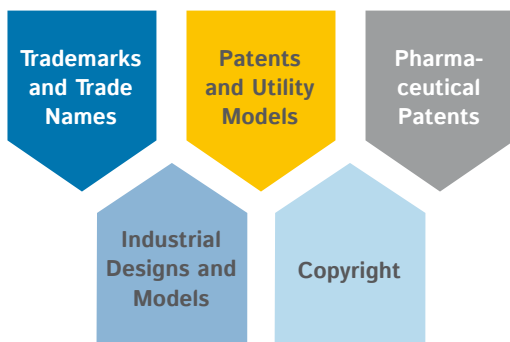 Trademarks
and Trade
Names
Patents
and Utility
Models
Pharma-
ceutical
Patents
Industrial
Designs and
Models
Copyright